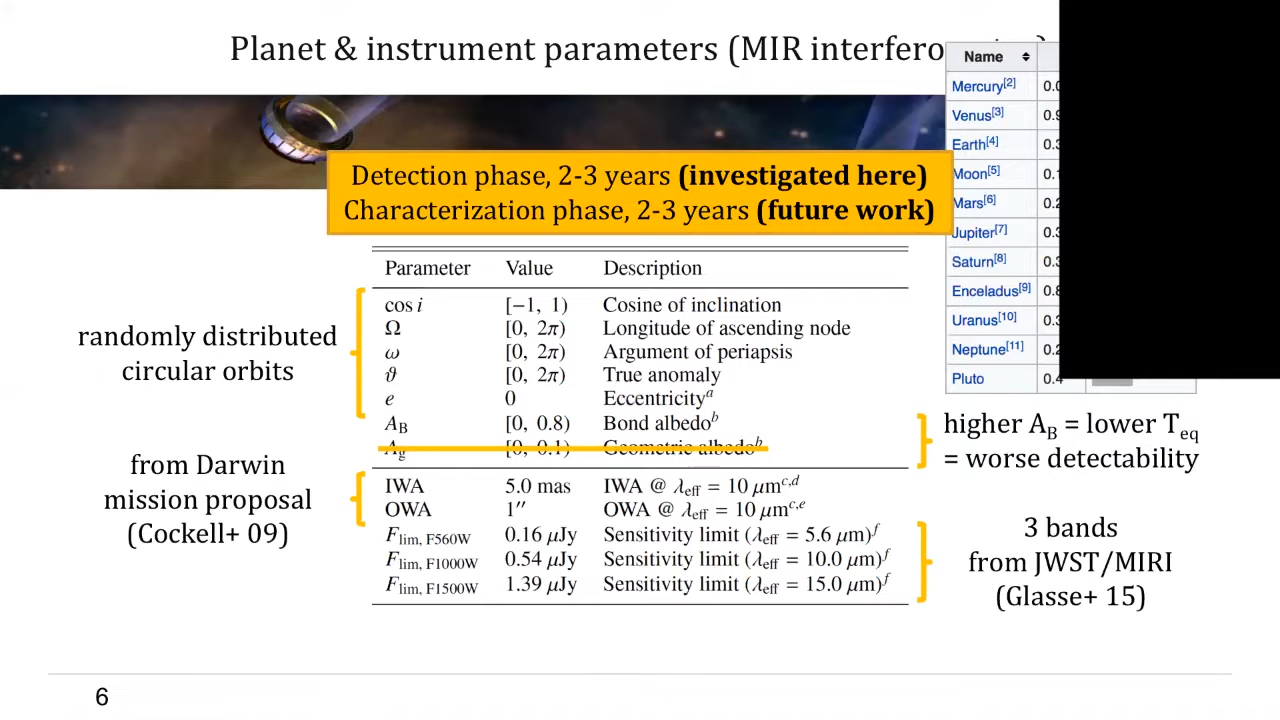 Planet & instrument parameters (MIR
Name
Mercury[2]
Venus[3]
Earth[4]
Moon[5]
Mars[6]
Jupiter[7]
Saturn[8]
Enceladus[9]
Uranus[10]
Neptune[11]
Pluto
Detection phase, 2-3 years (investigated here)
Characterization phase, 2-3 years (future work)
Parameter Value Description
cos i [−1, 1) Cosine of inclination
Ω [0, 2π) Longitude of ascending node
ω [0, 2π) Argument of periapsis
ϑ [0, 2π) True anomaly
e 0 Eccentricity^a
A_B [0, 0.8) Bond albedo^b
A_g [0, 0.1) Geometric albedo^b
IWA 5.0 mas IWA @ λ_eff = 10 μm^c,d
OWA 1″ OWA @ λ_eff = 10 μm^c,e
F_lim, F560W 0.16 μJy Sensitivity limit (λ_eff = 5.6 μm)^f
F_lim, F1000W 0.54 μJy Sensitivity limit (λ_eff = 10.0 μm)^f
F_lim, F1500W 1.39 μJy Sensitivity limit (λ_eff = 15.0 μm)^f
randomly distributed
circular orbits
from Darwin
mission proposal
(Cockell+ 09)
higher A_B = lower T_eq
= worse detectability
3 bands
from JWST/MIRI
(Glasse+ 15)
6